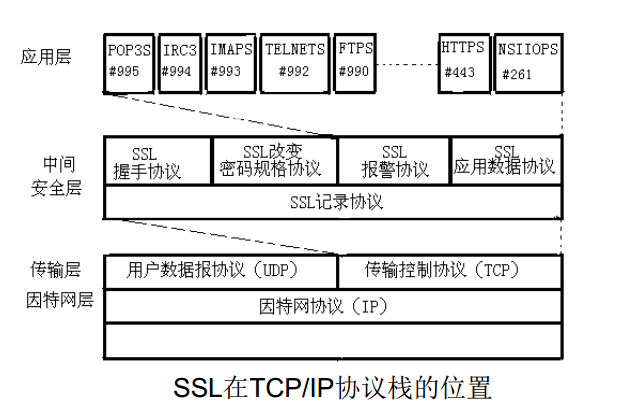 应用层
POP3S IRC3 IMAPS TELNETS FTPS HTTPS NSIIOPS
#995 #994 #993 #992 #990 #443 #261
中间
安全层
SSL
握手协议
SSL改变
密码规格协议
SSL
报警协议
SSL
应用数据协议
SSL记录协议
传输层
用户数据报协议（UDP） 传输控制协议（TCP）
因特网层
因特网协议（IP）
SSL在TCP/IP协议栈的位置